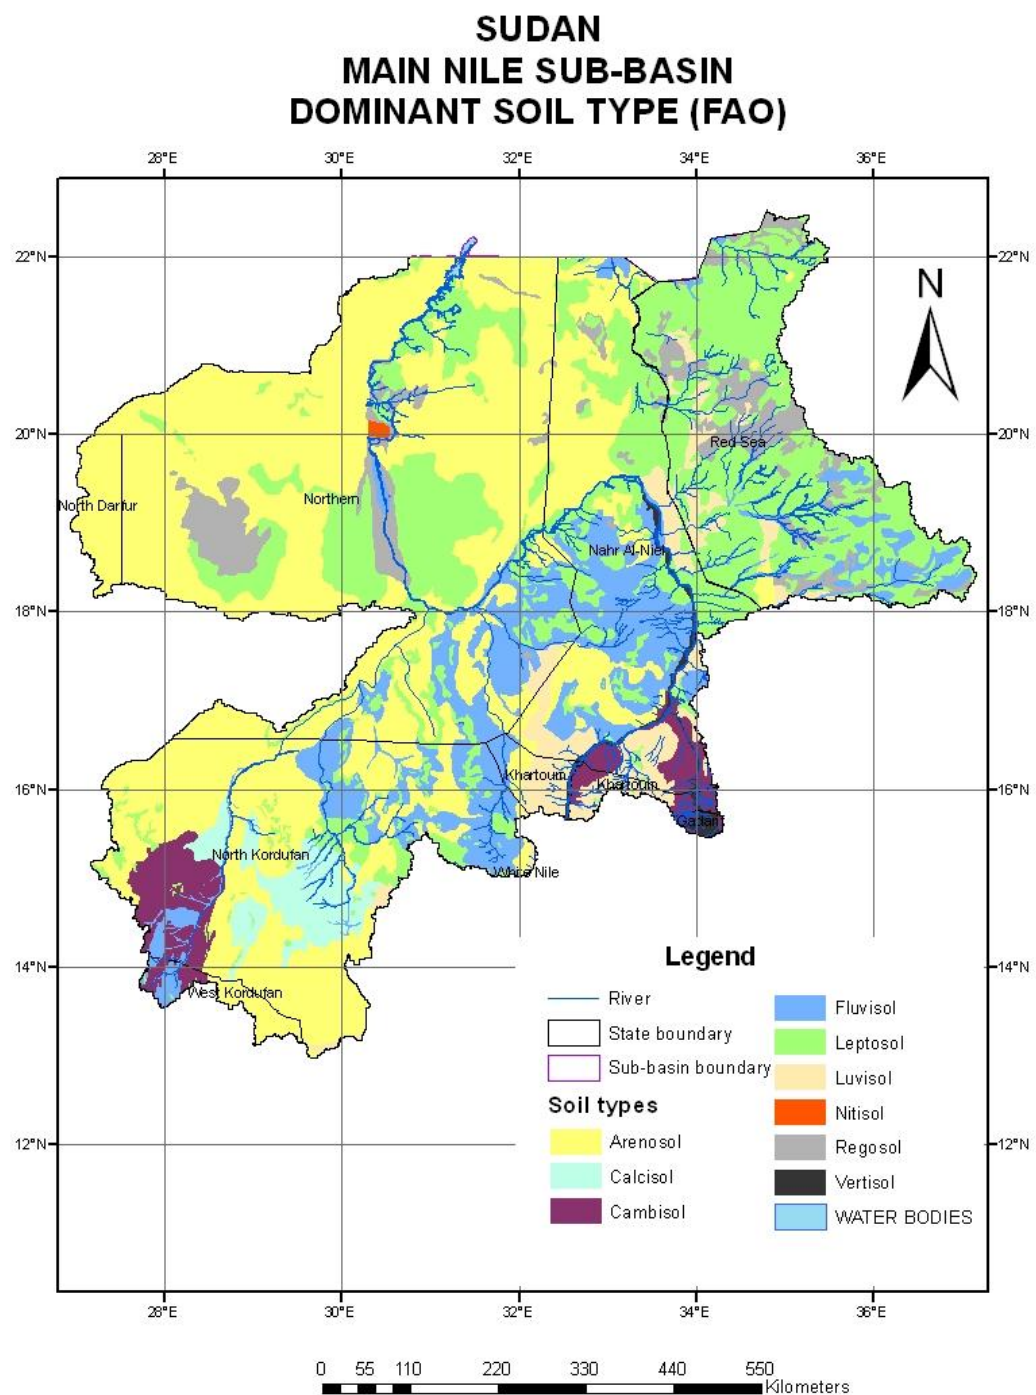 SUDAN
MAIN NILE SUB-BASIN
DOMINANT SOIL TYPE (FAO)
28°E 30°E 32°E 34°E 36°E
22°N 22°N
20°N 20°N
Red Sea
Northern
North Darfur
Nahr Al-Niel
18°N 18°N
16°N 16°N
Khartoum
Khartoum
North Kordufan
White Nile
14°N 14°N
West Kordufan
12°N 12°N
Legend
River
State boundary
Sub-basin boundary
Soil types
Arenosol
Calcisol
Cambisol
Fluvisol
Leptosol
Luvisol
Nitisol
Regosol
Vertisol
WATER BODIES
N
28°E 30°E 32°E 34°E 36°E
0 55 110 220 330 440 550
Kilometers